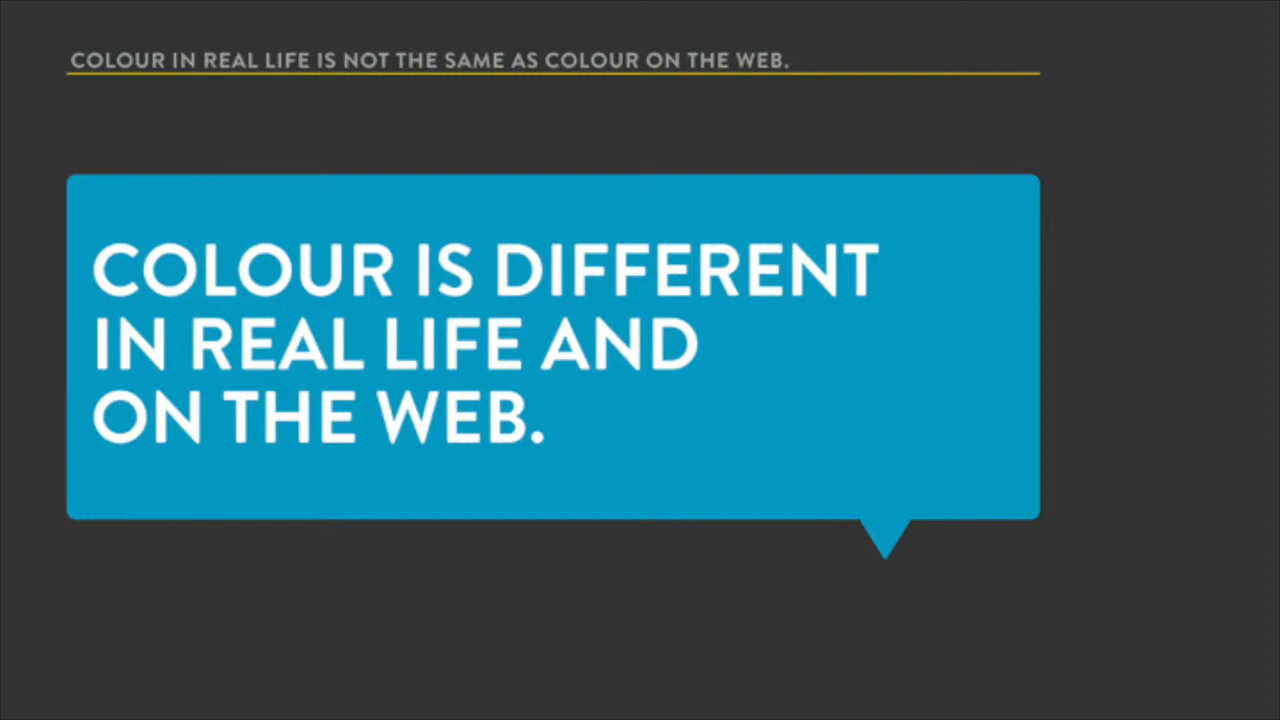 COLOUR IN REAL LIFE IS NOT THE SAME AS COLOUR ON THE WEB.
COLOUR IS DIFFERENT
IN REAL LIFE AND
ON THE WEB.